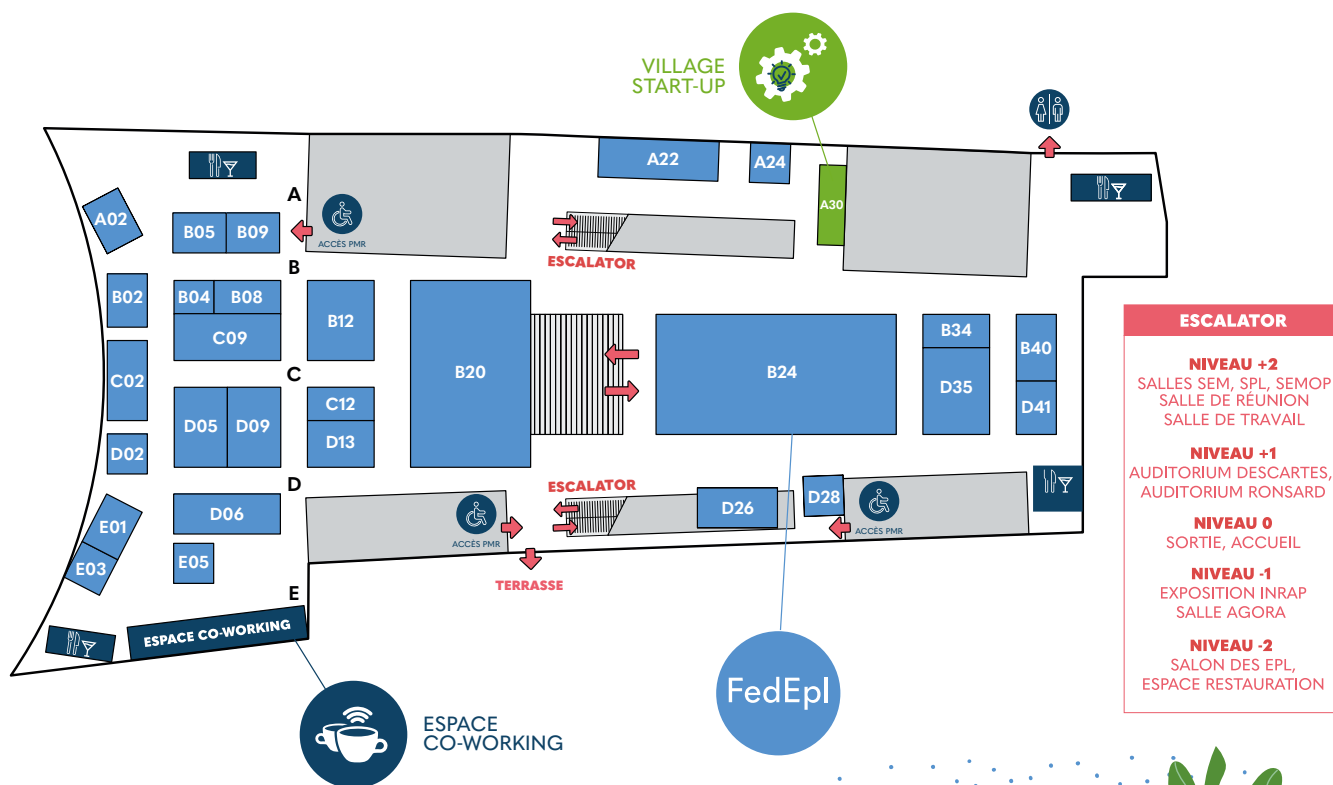 VILLAGE
START-UP
A22
A24
A30
A
A02
B05
B09
ACCÈS PMR
ESCALATOR
B
B02
B04
B08
C09
B12
B20
B24
B34
B40
C
C02
C12
D05
D09
D13
D35
D41
D02
D
D06
ESCALATOR
D26
D28
ACCÈS PMR
ACCÈS PMR
E01
E03
E05
TERRASSE
E
ESPACE CO-WORKING
ESPACE
CO-WORKING
FedEpl
ESCALATOR
NIVEAU +2
SALLES SEM, SPL, SEMOP
SALLE DE RÉUNION
SALLE DE TRAVAIL
NIVEAU +1
AUDITORIUM DESCARTES,
AUDITORIUM RONSARD
NIVEAU 0
SORTIE, ACCUEIL
NIVEAU -1
EXPOSITION INRAP
SALLE AGORA
NIVEAU -2
SALON DES EPL,
ESPACE RESTAURATION